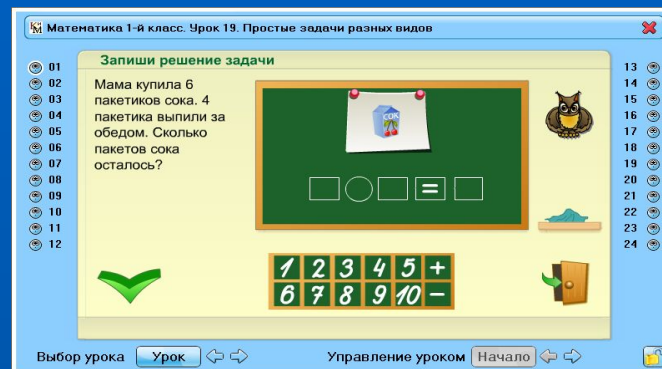 Математика 1-й класс. Урок 19. Простые задачи разных видов
Запиши решение задачи
Мама купила 6
пакетиков сока. 4
пакетика выпили за
обедом. Сколько
пакетов сока
осталось?
СОК
=
1 2 3 4 5 +
6 7 8 9 10 −
01
02
03
04
05
06
07
08
09
10
11
12
13
14
15
16
17
18
19
20
21
22
23
24
Выбор урока Урок Управление уроком Начало